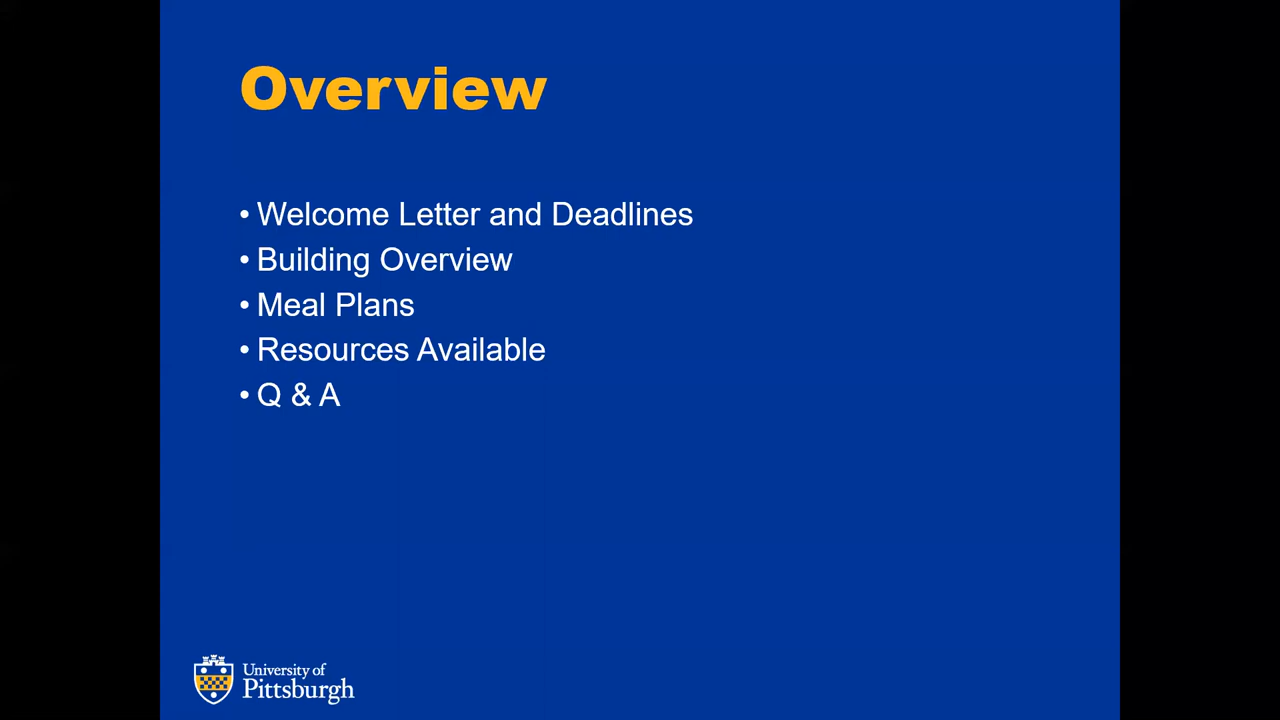 Overview
• Welcome Letter and Deadlines
• Building Overview
• Meal Plans
• Resources Available
• Q & A
University of
Pittsburgh